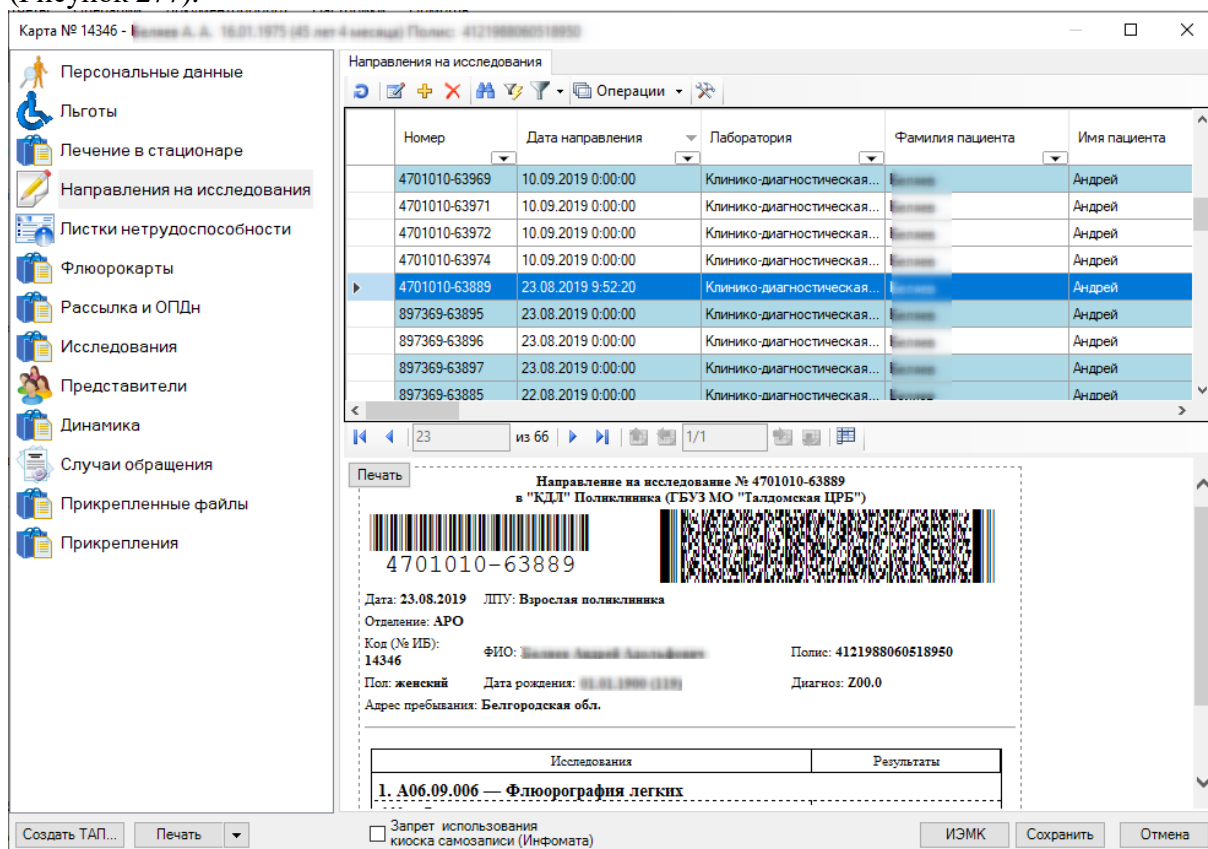 (Рисунок 277).
Карта № 14346 -
Персональные данные
Льготы
Лечение в стационаре
Направления на исследования
Листки нетрудоспособности
Флюорокарты
Рассылка и ОПДн
Исследования
Представители
Динамика
Случаи обращения
Прикрепленные файлы
Прикрепления
Направления на исследования
Операции
Номер Дата направления Лаборатория Фамилия пациента Имя пациента
4701010-63969 10.09.2019 0:00:00 Клинико-диагностическая... Андрей
4701010-63971 10.09.2019 0:00:00 Клинико-диагностическая... Андрей
4701010-63972 10.09.2019 0:00:00 Клинико-диагностическая... Андрей
4701010-63974 10.09.2019 0:00:00 Клинико-диагностическая... Андрей
4701010-63889 23.08.2019 9:52:20 Клинико-диагностическая... Андрей
897369-63895 23.08.2019 0:00:00 Клинико-диагностическая... Андрей
897369-63896 23.08.2019 0:00:00 Клинико-диагностическая... Андрей
897369-63897 23.08.2019 0:00:00 Клинико-диагностическая... Андрей
897369-63885 22.08.2019 0:00:00 Клинико-диагностическая... Андрей
23 из 66 1/1
Печать
Направление на исследование № 4701010-63889
в "КДЛ" Поликлиника (ГБУЗ МО "Талдомская ЦРБ")
4701010-63889
Дата: 23.08.2019 ЛПУ: Взрослая поликлиника
Отделение: АРО
Код (№ ИБ):
14346 ФИО: Полис: 4121988060518950
Пол: женский Дата рождения: Диагноз: Z00.0
Адрес пребывания: Белгородская обл.
Исследования Результаты
1. A06.09.006 — Флюорография легких
Создать ТАП... Печать
Запрет использования
киоска самозаписи (Инфомата)
ИЭМК Сохранить Отмена